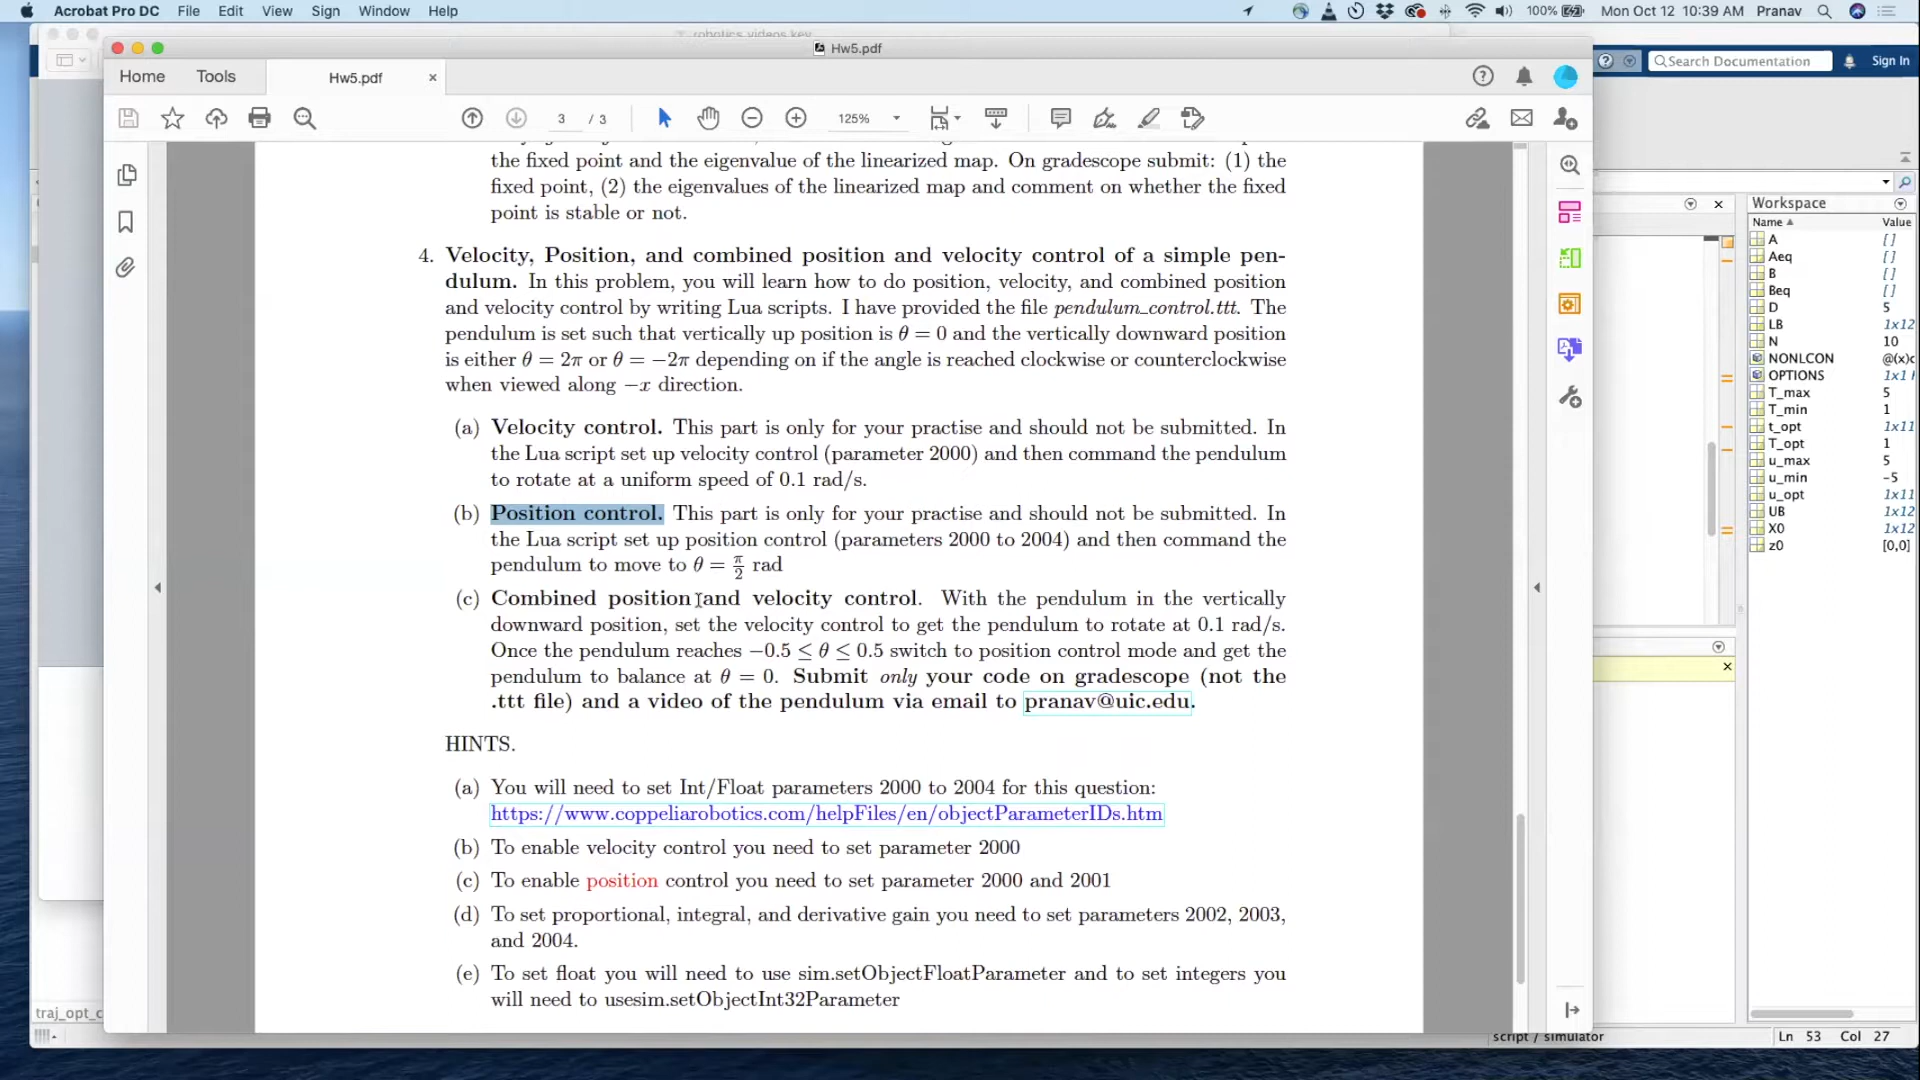 Acrobat Pro DC File Edit View Sign Window Help
100% Mon Oct 12 10:39 AM Pranav
robotics videos.key
Hw5.pdf
Home Tools Hw5.pdf ×
Search Documentation Sign In
3 / 3 125%
the fixed point and the eigenvalue of the linearized map. On gradescope submit: (1) the
fixed point, (2) the eigenvalues of the linearized map and comment on whether the fixed
point is stable or not.
4. Velocity, Position, and combined position and velocity control of a simple pen-
dulum. In this problem, you will learn how to do position, velocity, and combined position
and velocity control by writing Lua scripts. I have provided the file pendulum_control.ttt. The
pendulum is set such that vertically up position is θ = 0 and the vertically downward position
is either θ = 2π or θ = −2π depending on if the angle is reached clockwise or counterclockwise
when viewed along −x direction.
(a) Velocity control. This part is only for your practise and should not be submitted. In
the Lua script set up velocity control (parameter 2000) and then command the pendulum
to rotate at a uniform speed of 0.1 rad/s.
(b) Position control. This part is only for your practise and should not be submitted. In
the Lua script set up position control (parameters 2000 to 2004) and then command the
pendulum to move to θ = π/2 rad
(c) Combined position and velocity control. With the pendulum in the vertically
downward position, set the velocity control to get the pendulum to rotate at 0.1 rad/s.
Once the pendulum reaches −0.5 ≤ θ ≤ 0.5 switch to position control mode and get the
pendulum to balance at θ = 0. Submit only your code on gradescope (not the
.ttt file) and a video of the pendulum via email to pranav@uic.edu.
HINTS.
(a) You will need to set Int/Float parameters 2000 to 2004 for this question:
https://www.coppeliarobotics.com/helpFiles/en/objectParameterIDs.htm
(b) To enable velocity control you need to set parameter 2000
(c) To enable position control you need to set parameter 2000 and 2001
(d) To set proportional, integral, and derivative gain you need to set parameters 2002, 2003,
and 2004.
(e) To set float you will need to use sim.setObjectFloatParameter and to set integers you
will need to usesim.setObjectInt32Parameter
Workspace
Name Value
A []
Aeq []
B []
Beq []
D 5
LB 1x12
N 10
NONLCON @(x)c
OPTIONS 1x1
T_max 5
T_min 1
t_opt 1x11
T_opt 1
u_max 5
u_min -5
u_opt 1x11
UB 1x12
X0 1x12
z0 [0,0]
traj_opt_c
script / simulator Ln 53 Col 27